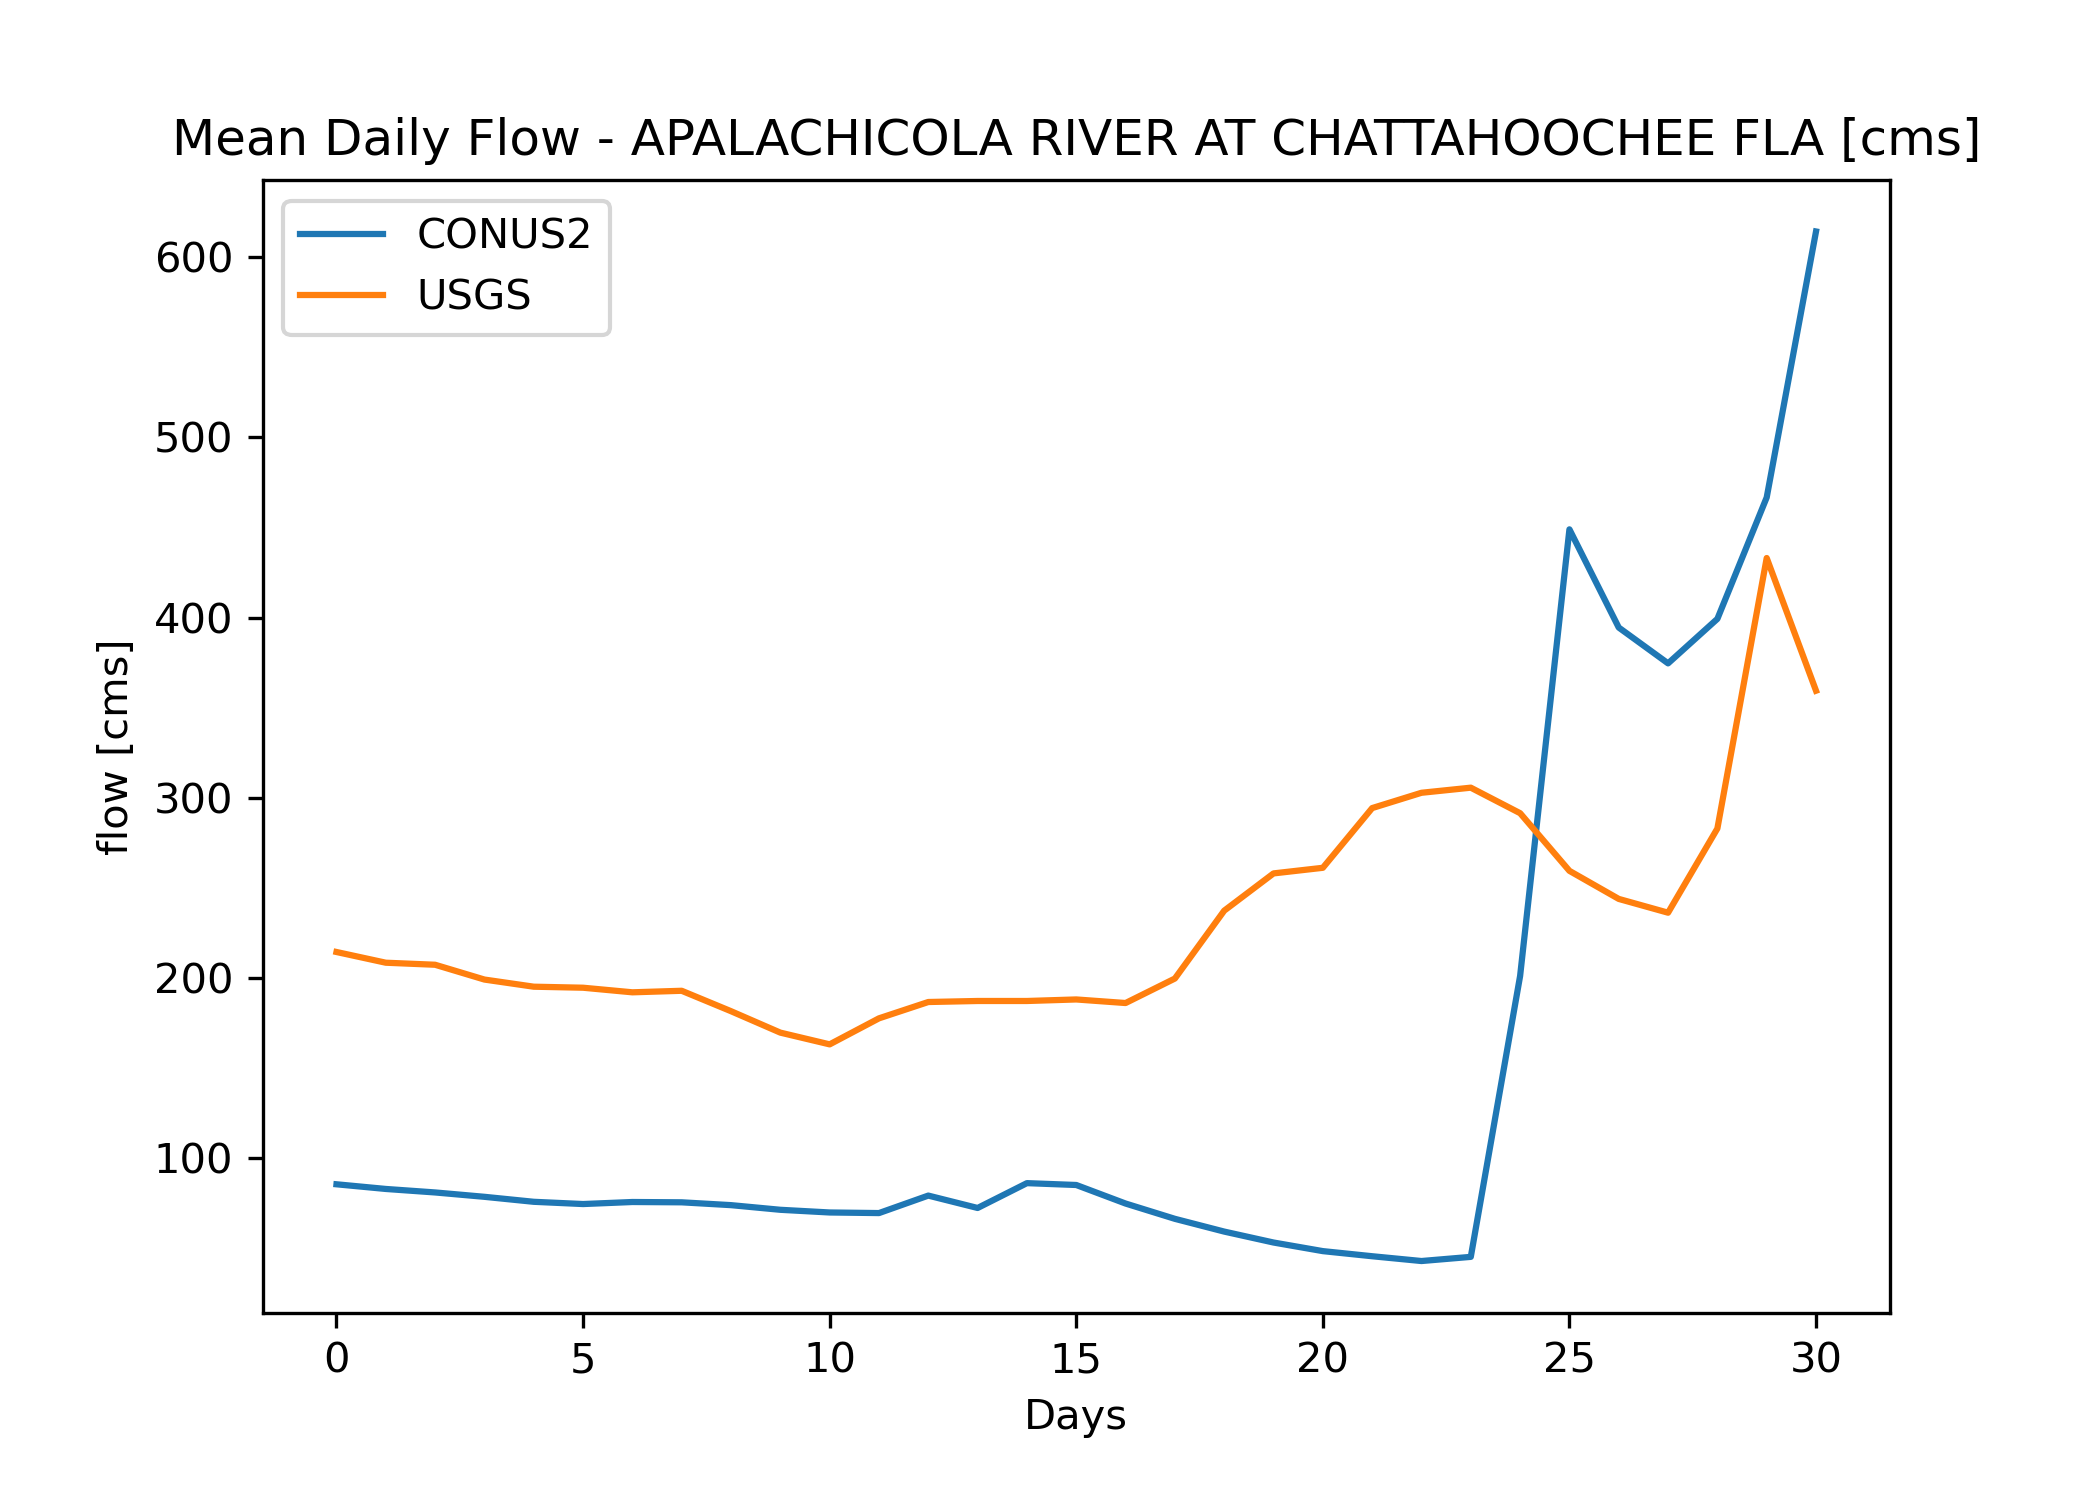 Mean Daily Flow - APALACHICOLA RIVER AT CHATTAHOOCHEE FLA [cms]
CONUS2
USGS
600
500
400
300
200
100
flow [cms]
0 5 10 15 20 25 30
Days